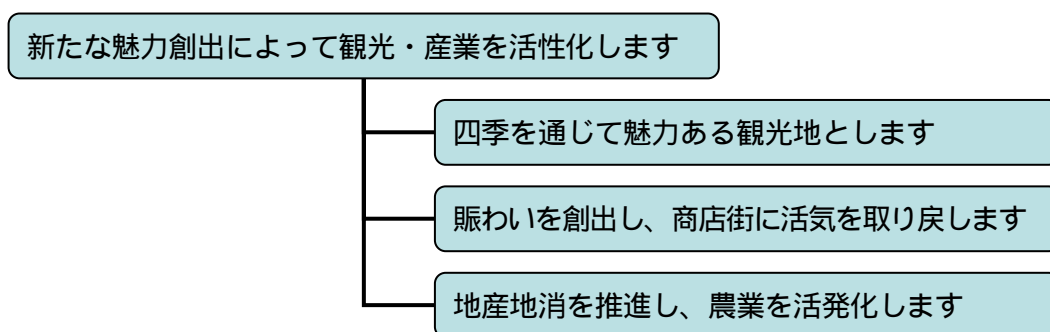 新たな魅力創出によって観光・産業を活性化します
四季を通じて魅力ある観光地とします
賑わいを創出し、商店街に活気を取り戻します
地産地消を推進し、農業を活発化します